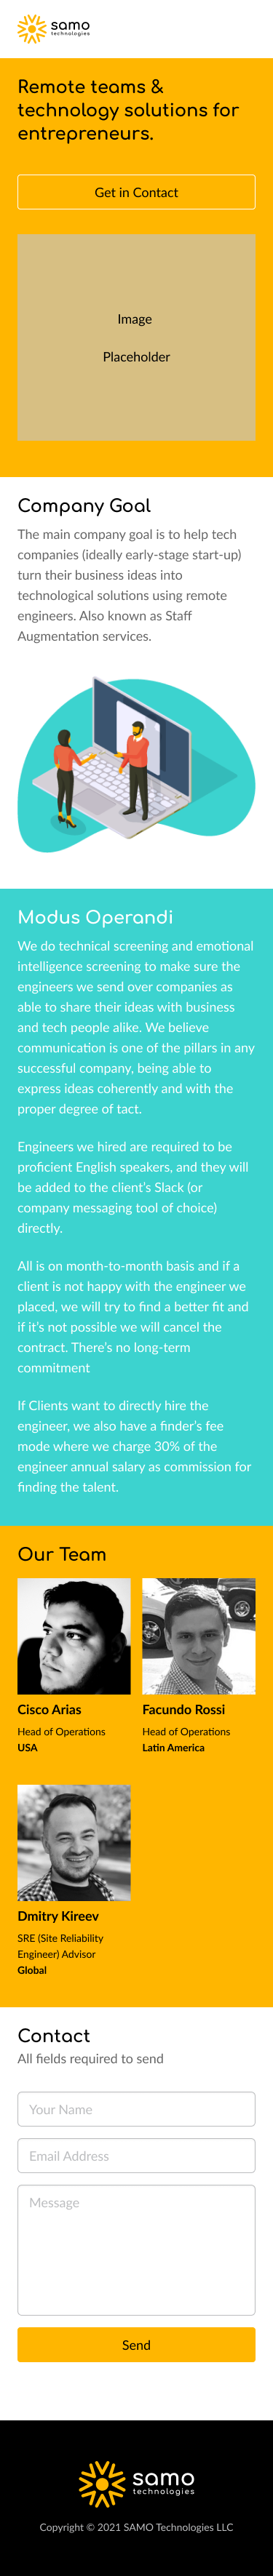 samo
technologies
Remote teams &
technology solutions for
entrepreneurs.
Get in Contact
Image
Placeholder
Company Goal
The main company goal is to help tech
companies (ideally early-stage start-up)
turn their business ideas into
technological solutions using remote
engineers. Also known as Staff
Augmentation services.
Modus Operandi
We do technical screening and emotional
intelligence screening to make sure the
engineers we send over companies as
able to share their ideas with business
and tech people alike. We believe
communication is one of the pillars in any
successful company, being able to
express ideas coherently and with the
proper degree of tact.
Engineers we hired are required to be
proficient English speakers, and they will
be added to the client's Slack (or
company messaging tool of choice)
directly.
All is on month-to-month basis and if a
client is not happy with the engineer we
placed, we will try to find a better fit and
if it's not possible we will cancel the
contract. There's no long-term
commitment
If Clients want to directly hire the
engineer, we also have a finder's fee
mode where we charge 30% of the
engineer annual salary as commission for
finding the talent.
Our Team
Cisco Arias
Head of Operations
USA
Facundo Rossi
Head of Operations
Latin America
Dmitry Kireev
SRE (Site Reliability
Engineer) Advisor
Global
Contact
All fields required to send
Your Name
Email Address
Message
Send
samo
technologies
Copyright © 2021 SAMO Technologies LLC